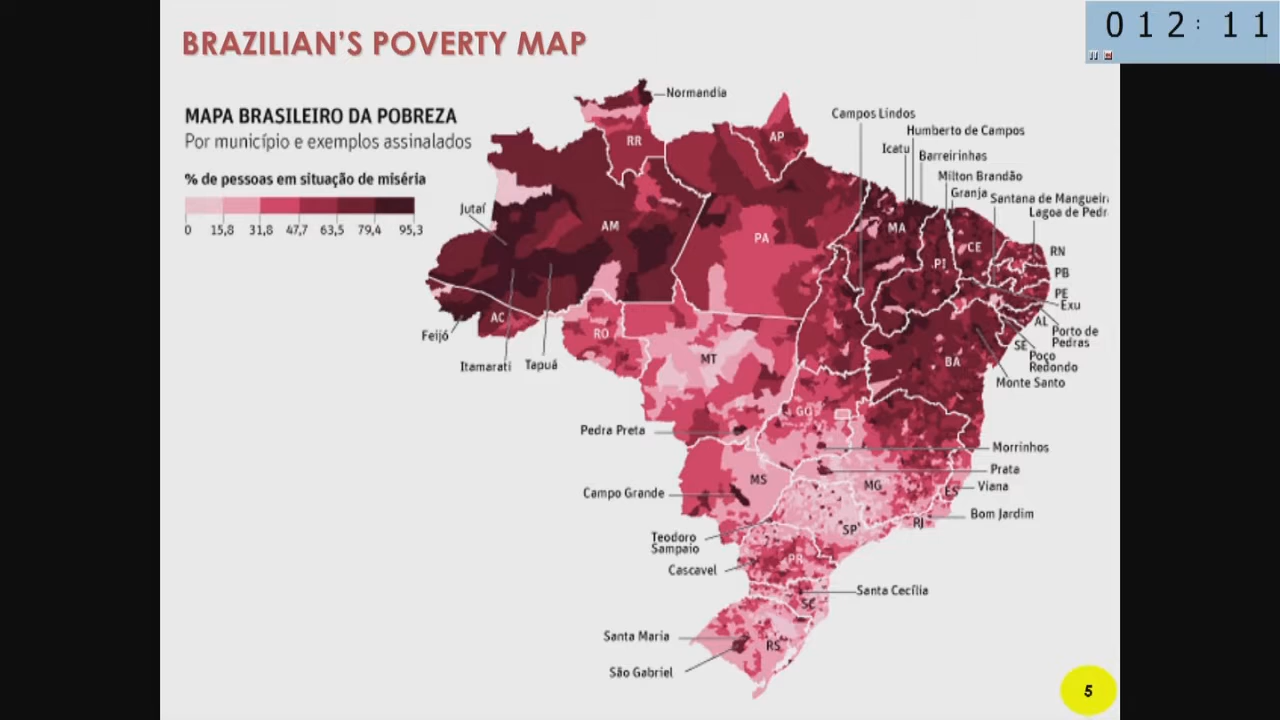 BRAZILIAN'S POVERTY MAP
012:11
MAPA BRASILEIRO DA POBREZA
Por município e exemplos assinalados
% de pessoas em situação de miséria
0 15,8 31,8 47,7 63,5 79,4 95,3
Normandia
Campos Lindos
Humberto de Campos
Icatu
Barreirinhas
Milton Brandão
Granja
Santana de Mangueir
Lagoa de Pedr
Jutaí
RR
AP
AM
PA
MA
PI
CE
RN
PB
PE
Exu
AL
Porto de
Pedras
SE
Poço
Redondo
Monte Santo
BA
AC
RO
MT
Feijó
Itamarati
Tapuá
GO
Pedra Preta
Morrinhos
Prata
MS
MG
ES
Viana
Campo Grande
Bom Jardim
RJ
SP
Teodoro
Sampaio
PR
Cascavel
Santa Cecília
SC
Santa Maria
RS
São Gabriel
5